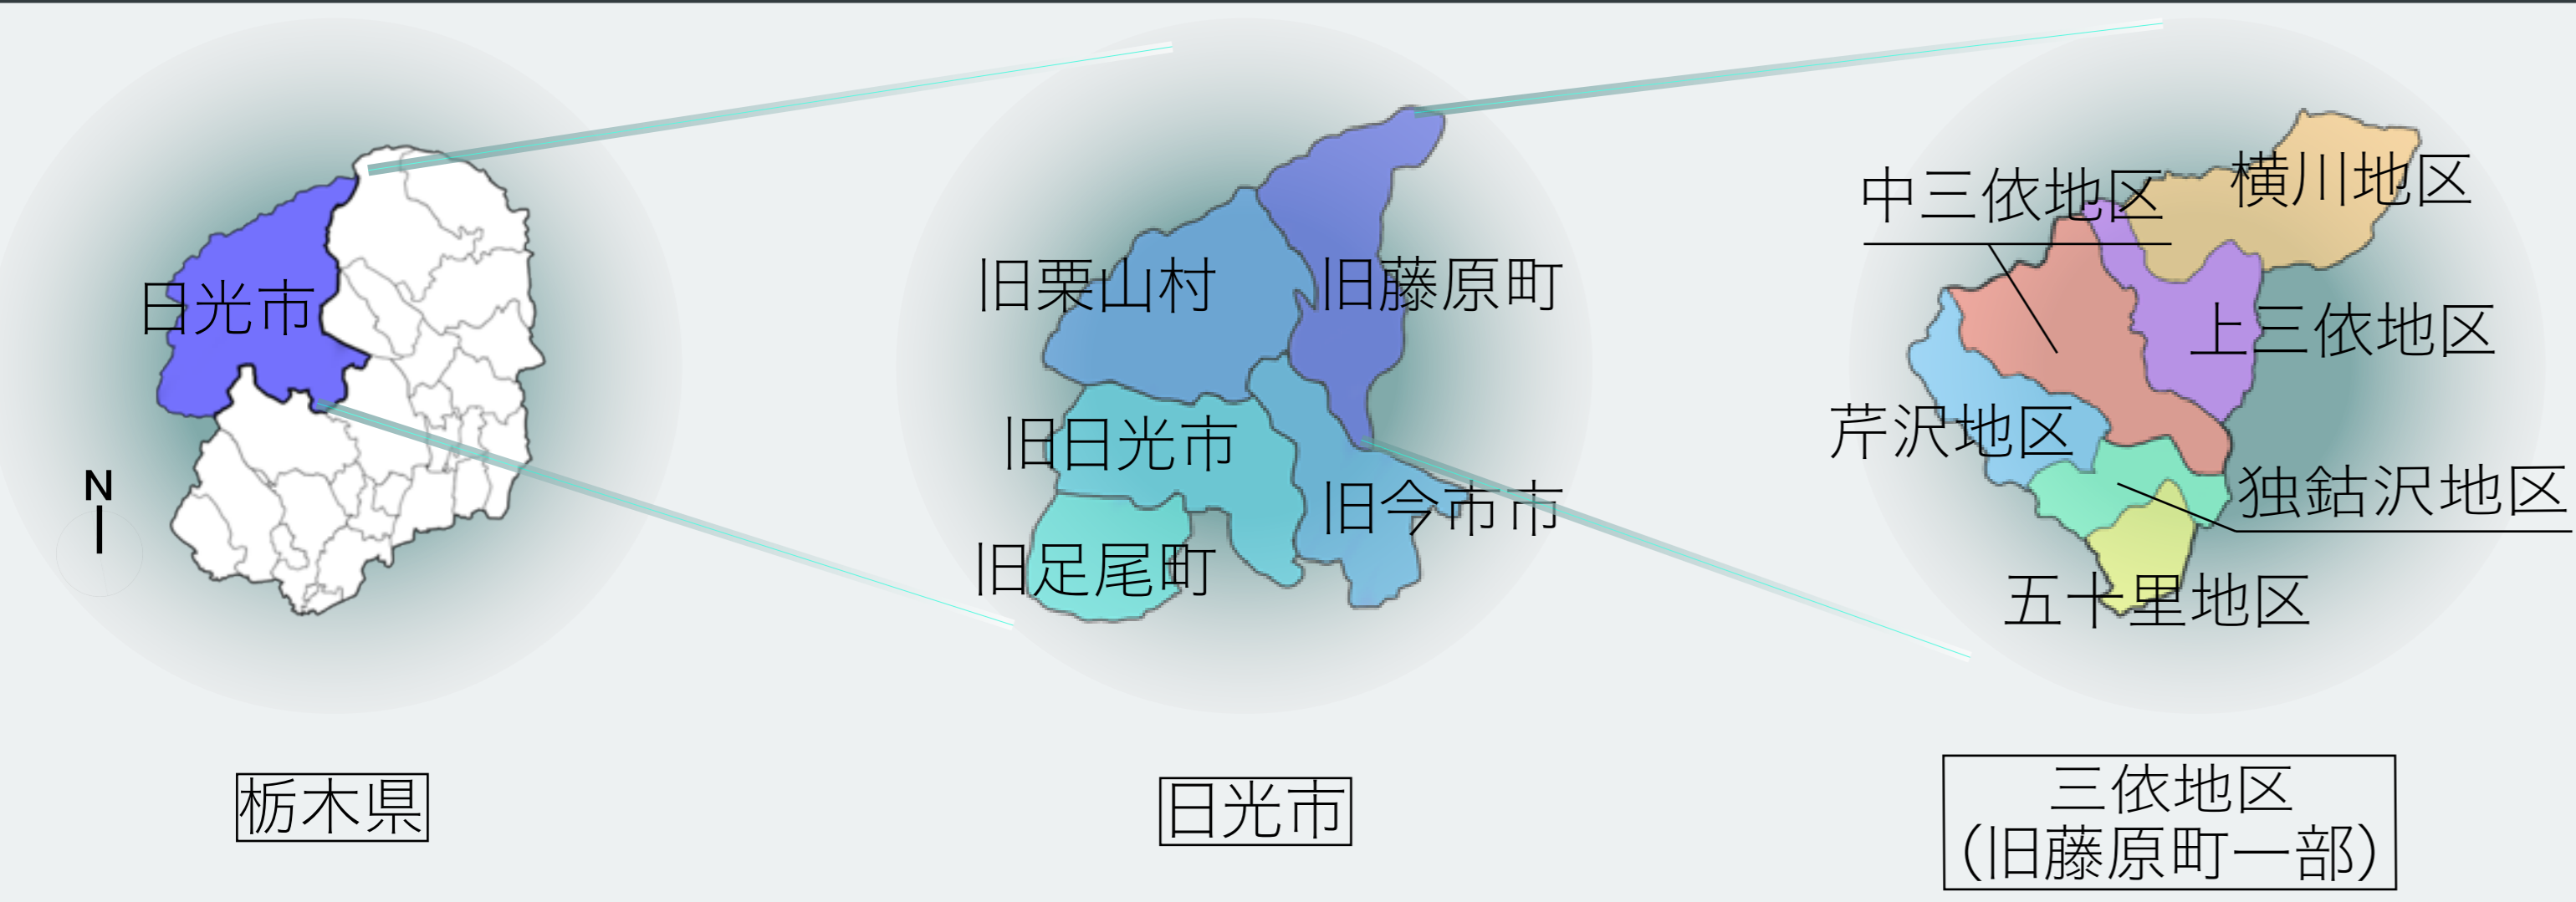 日光市
N
栃木県
旧栗山村
旧藤原町
旧日光市
旧今市市
旧足尾町
日光市
中三依地区
横川地区
上三依地区
芹沢地区
独鈷沢地区
五十里地区
三依地区
（旧藤原町一部）